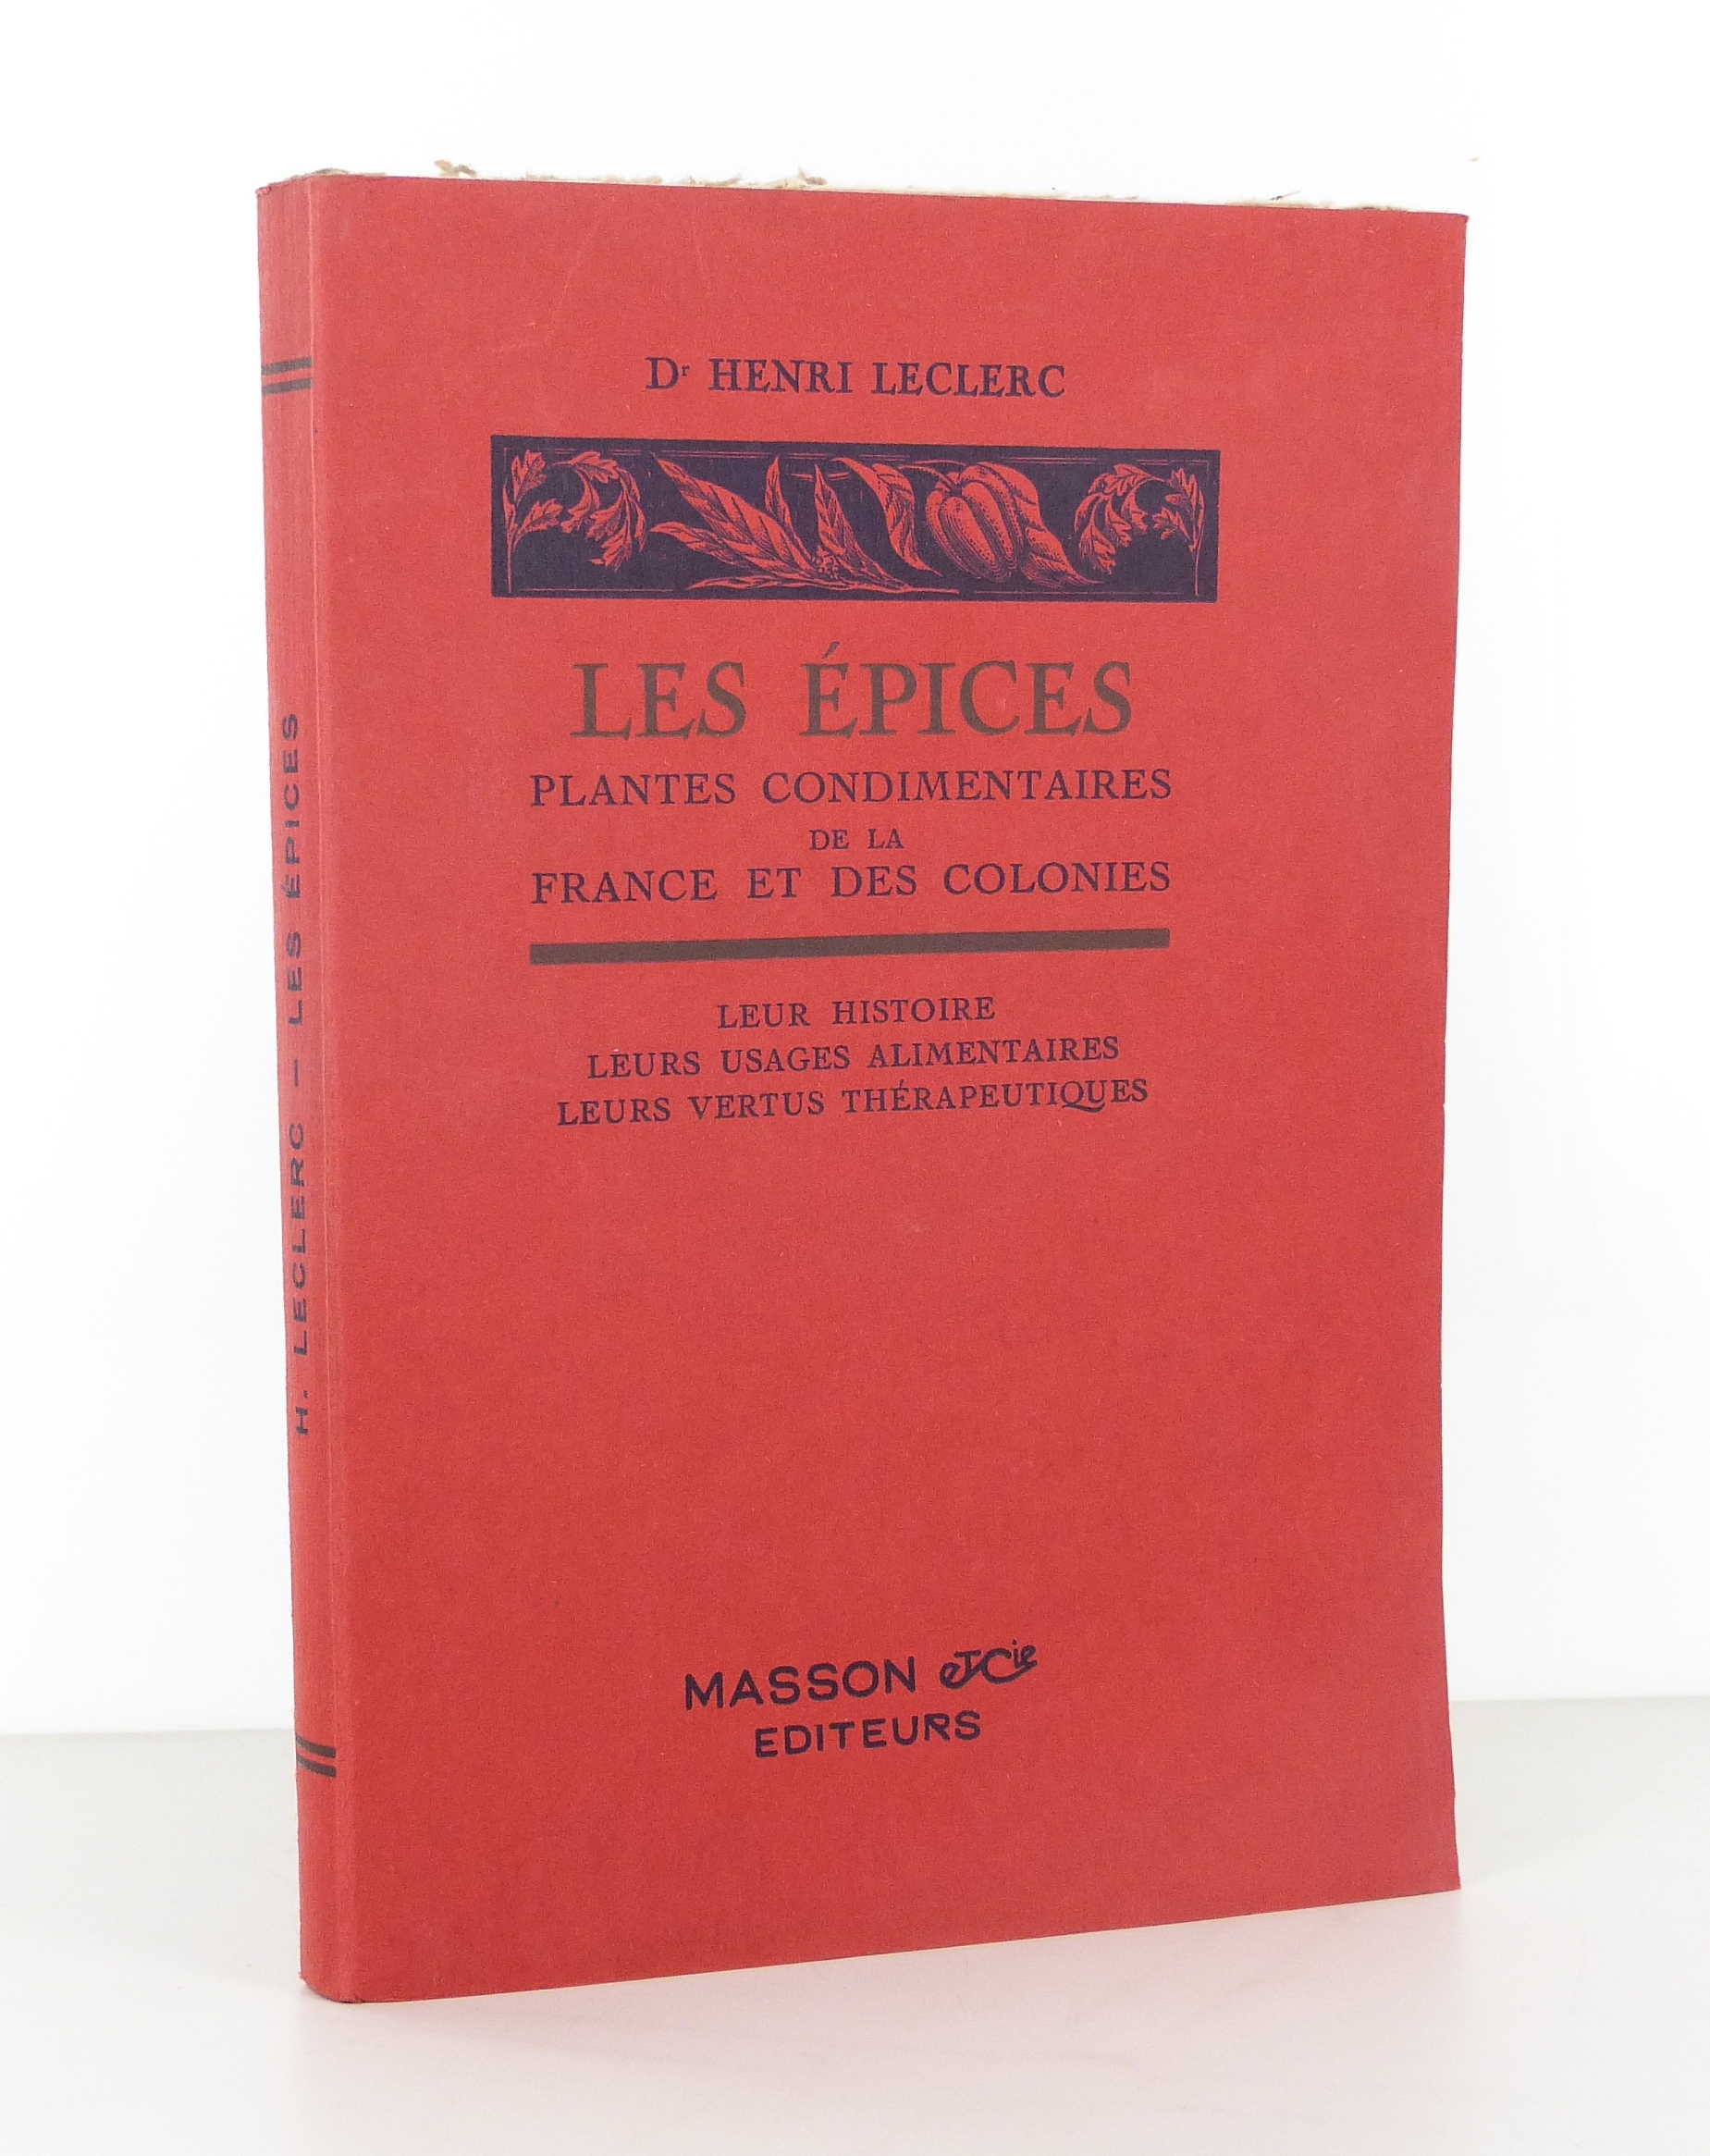 Dr HENRI LECLERC
LES ÉPICES
PLANTES CONDIMENTAIRES
DE LA
FRANCE ET DES COLONIES
LEUR HISTOIRE
LEURS USAGES ALIMENTAIRES
LEURS VERTUS THÉRAPEUTIQUES
MASSON et Cie
EDITEURS
H. LECLERC — LES ÉPICES